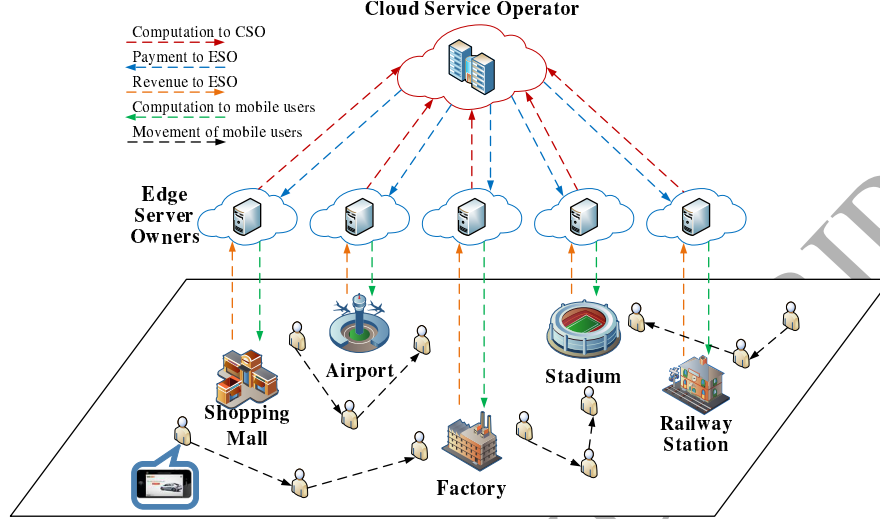 Cloud Service Operator
Computation to CSO
Payment to ESO
Revenue to ESO
Computation to mobile users
Movement of mobile users
Edge
Server
Owners
Airport
Stadium
Shopping
Mall
Railway
Station
Factory